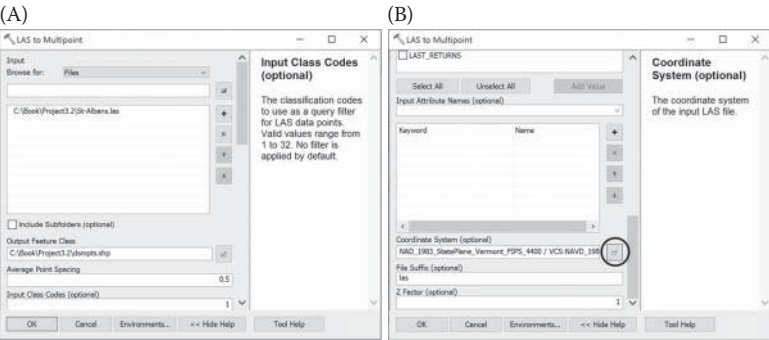 (A)
LAS to Multipoint
Input
Browse for: Files
C:\Book\Project3.2\St-Albans.las
Include Subfolders (optional)
Output Feature Class
C:\Book\Project3.2\dsmpts.shp
Average Point Spacing
0.5
Input Class Codes (optional)
1
OK Cancel Environments... << Hide Help Tool Help
Input Class Codes
(optional)
The classification codes
to use as a query filter
for LAS data points.
Valid values range from
1 to 32. No filter is
applied by default.
(B)
LAS to Multipoint
LAST_RETURNS
Select All Unselect All Add Value
Input Attribute Names (optional)
Keyword Name
Coordinate System (optional)
NAD_1983_StatePlane_Vermont_FIPS_4400 / VCS:NAVD_198
File Suffix (optional)
las
Z Factor (optional)
1
OK Cancel Environments... << Hide Help Tool Help
Coordinate
System (optional)
The coordinate system
of the input LAS file.